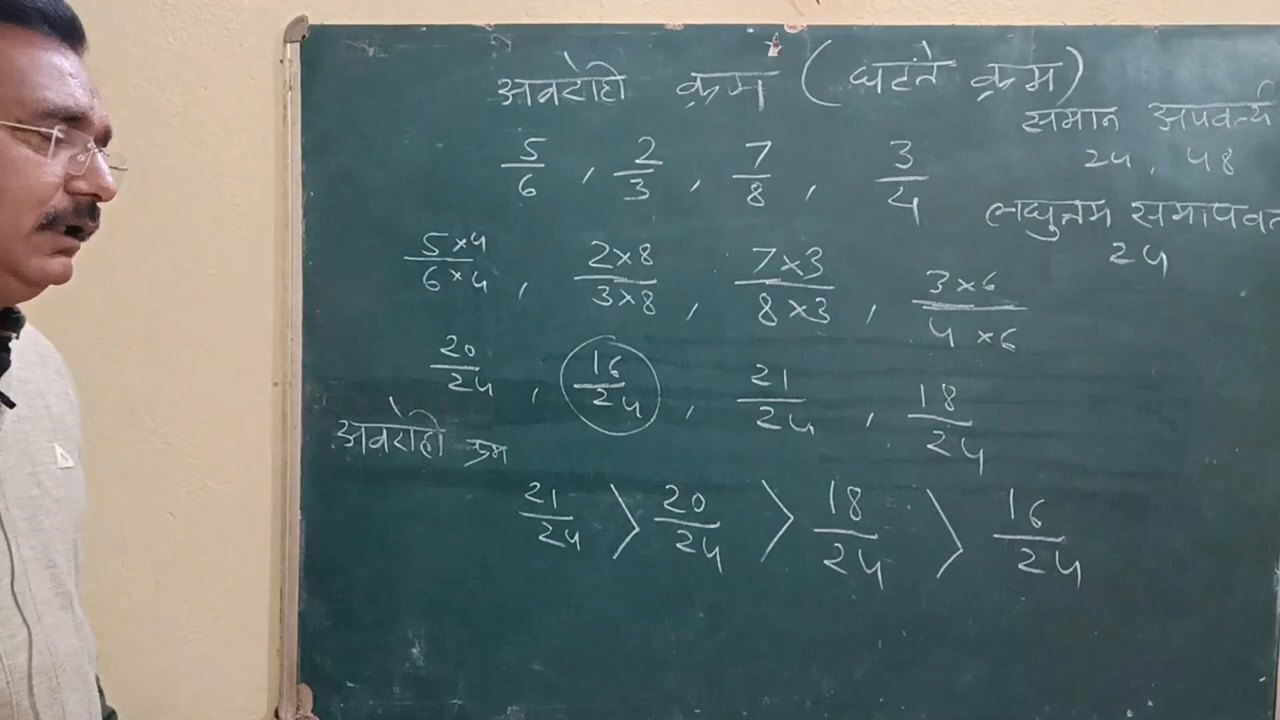 अवरोही क्रम ( घटते क्रम )
समान अपवर्त्य
24, 48
लघुत्तम समापवर्त
24
5/6 , 2/3 , 7/8 , 3/4
5×4/6×4 , 2×8/3×8 , 7×3/8×3 , 3×6/4×6
20/24 , 16/24 , 21/24 , 18/24
अवरोही क्रम
21/24 > 20/24 > 18/24 > 16/24